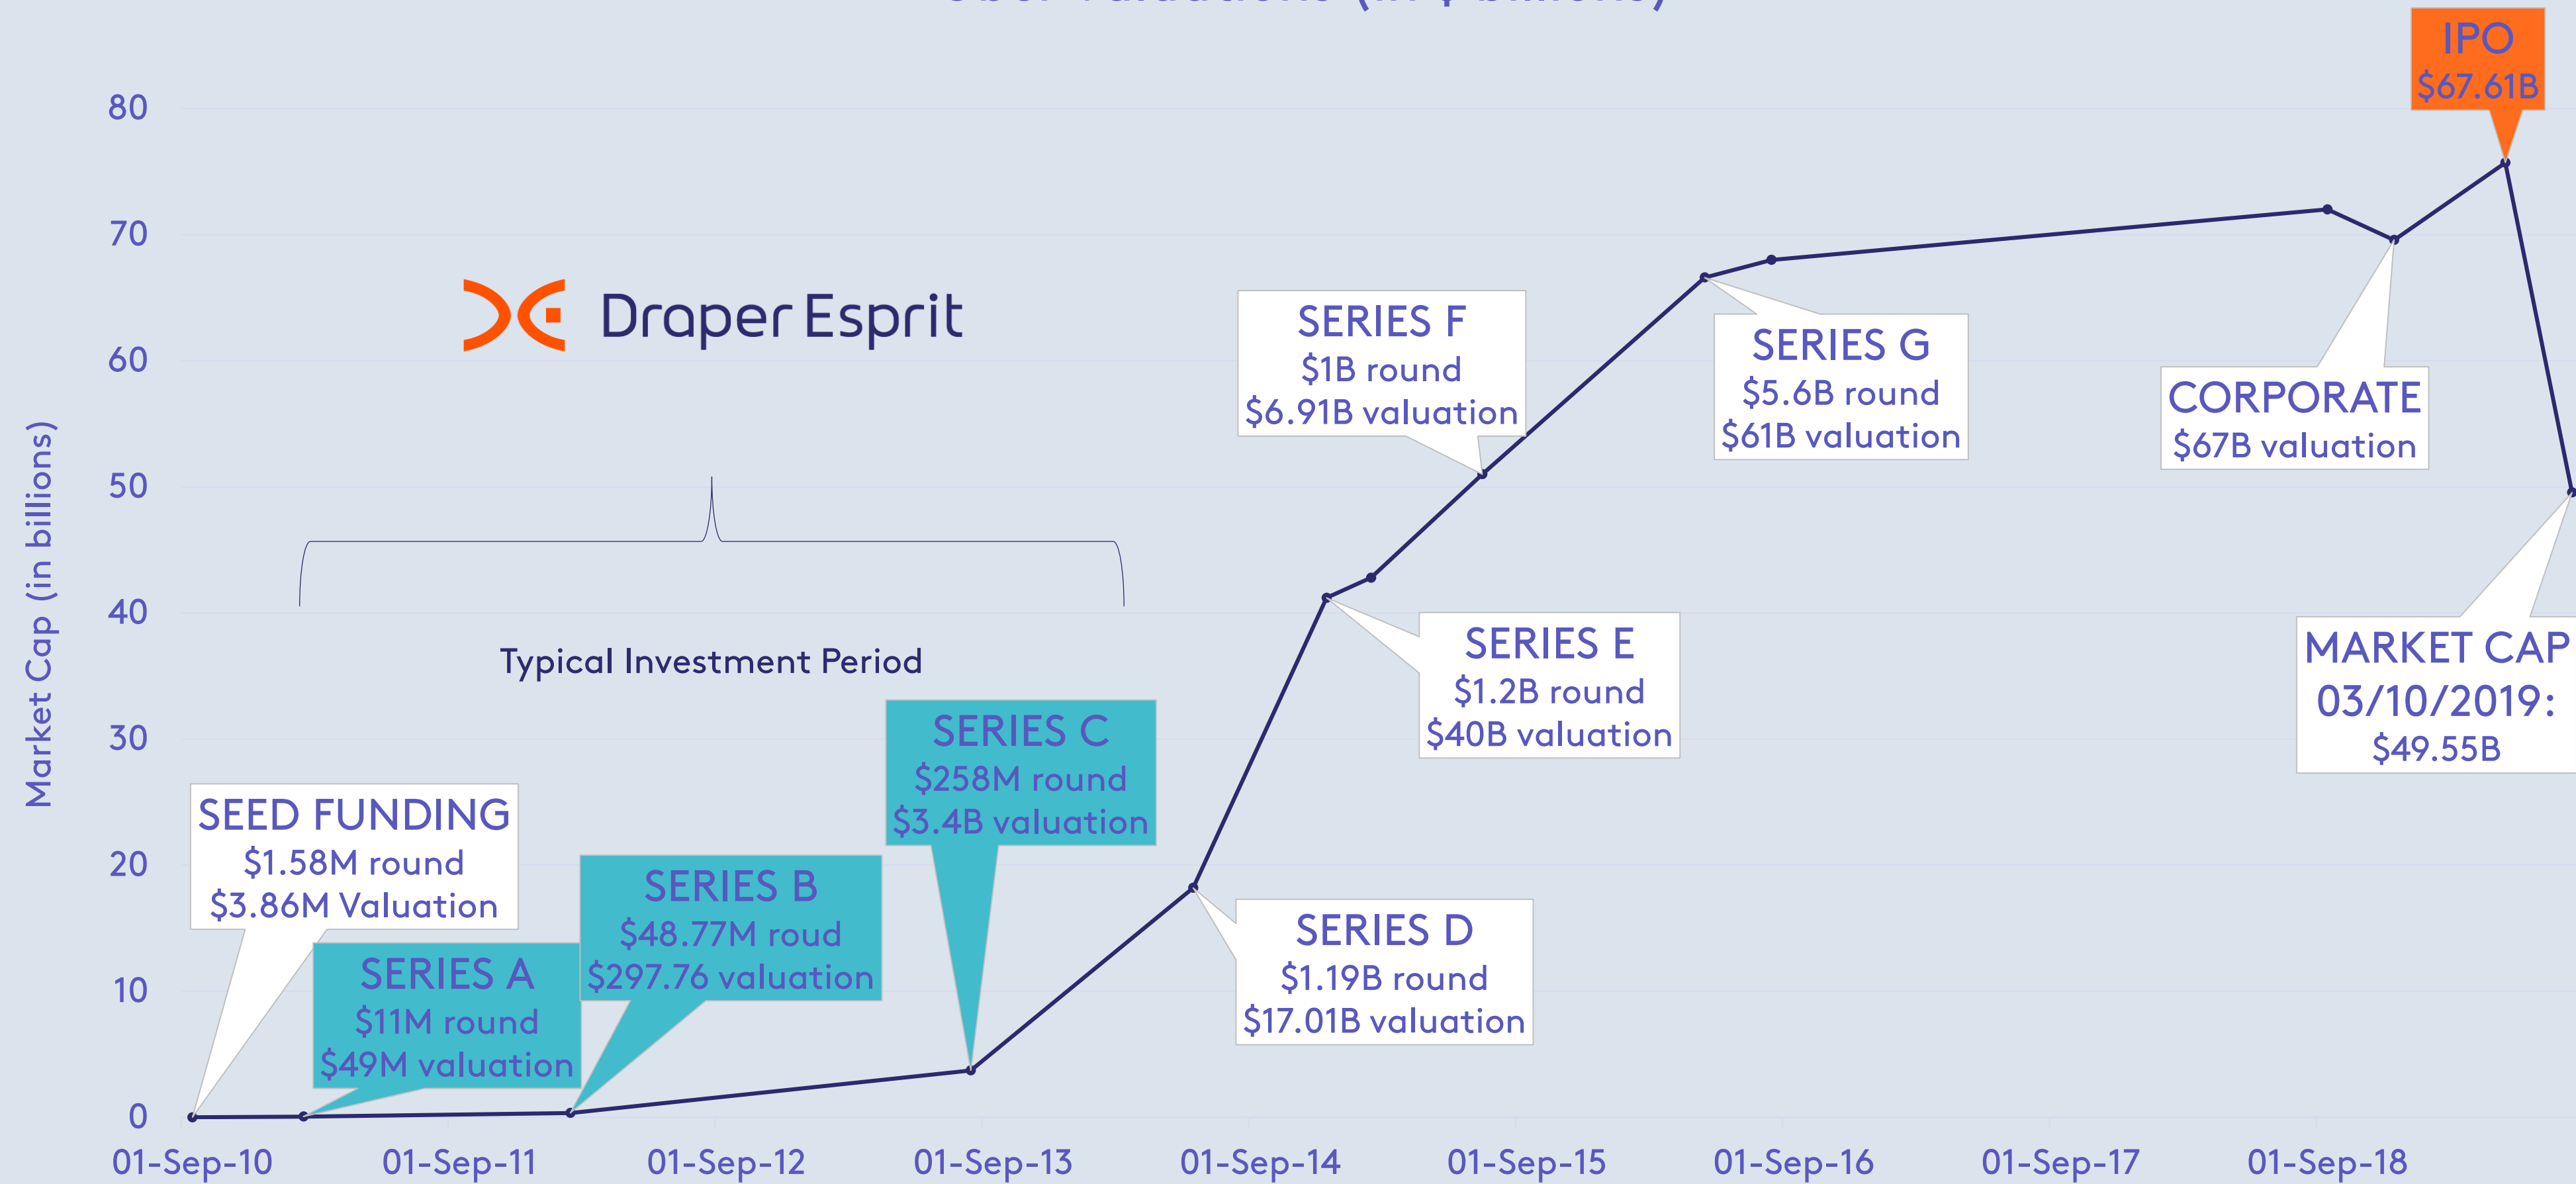 Uber Valuations (in $ billions)
Market Cap (in billions)
80
70
60
50
40
30
20
10
0
01-Sep-10
01-Sep-11
01-Sep-12
01-Sep-13
01-Sep-14
01-Sep-15
01-Sep-16
01-Sep-17
01-Sep-18
Draper Esprit
Typical Investment Period
SEED FUNDING
$1.58M round
$3.86M Valuation
SERIES A
$11M round
$49M valuation
SERIES B
$48.77M roud
$297.76 valuation
SERIES C
$258M round
$3.4B valuation
SERIES D
$1.19B round
$17.01B valuation
SERIES E
$1.2B round
$40B valuation
SERIES F
$1B round
$6.91B valuation
SERIES G
$5.6B round
$61B valuation
CORPORATE
$67B valuation
IPO
$67.61B
MARKET CAP
03/10/2019:
$49.55B